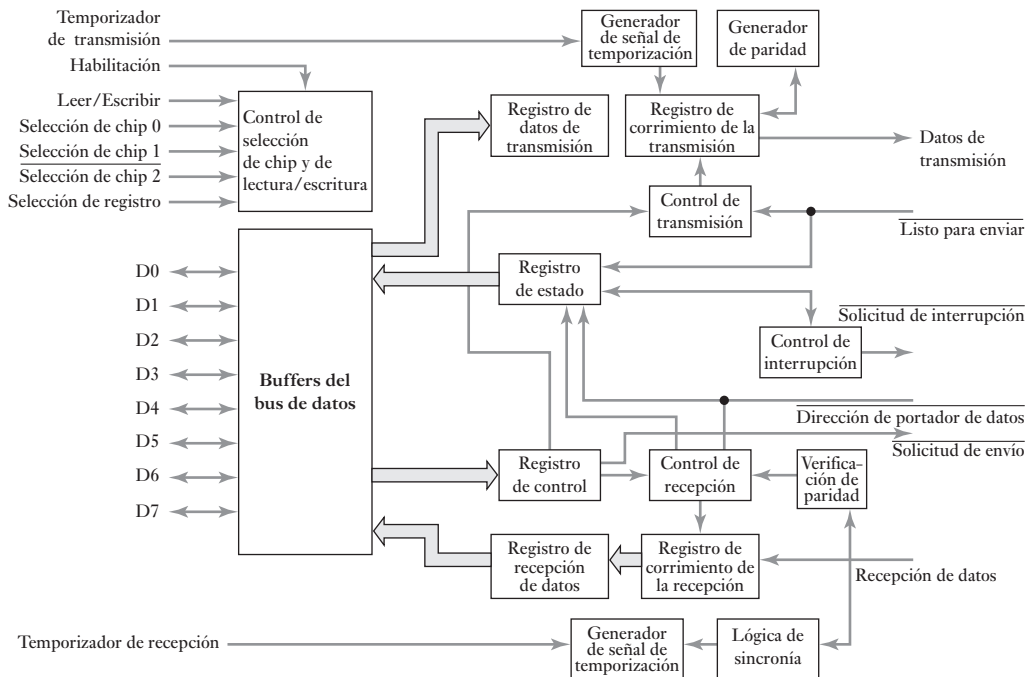 Temporizador
de transmisión
Habilitación
Leer/Escribir
Selección de chip 0
Selección de chip 1
Selección de chip 2
Selección de registro
Control de
selección
de chip y de
lectura/escritura
Generador
de señal de
temporización
Generador
de paridad
Registro de
datos de
transmisión
Registro de
corrimiento de la
transmisión
Datos de
transmisión
Control de
transmisión
Listo para enviar
D0
D1
D2
D3
D4
D5
D6
D7
Buffers del
bus de datos
Registro
de estado
Solicitud de interrupción
Control de
interrupción
Dirección de portador de datos
Solicitud de envío
Registro
de control
Control de
recepción
Verifica-
ción de
paridad
Registro de
recepción
de datos
Registro de
corrimiento de
la recepción
Recepción de datos
Temporizador de recepción
Generador
de señal de
temporización
Lógica de
sincronía